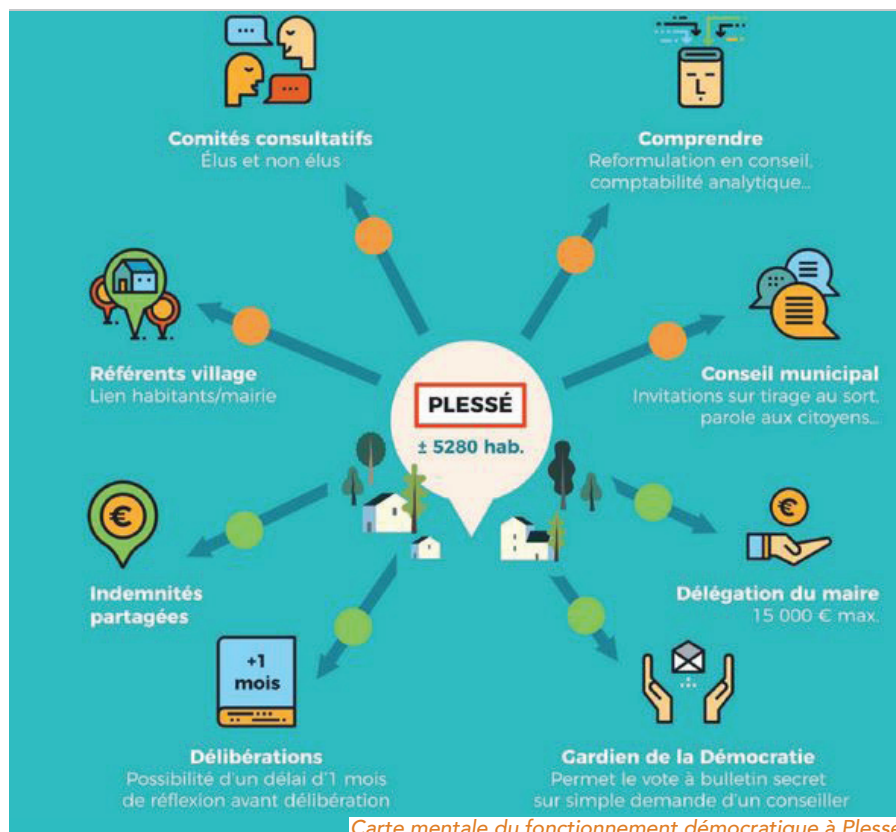 Comités consultatifs
Élus et non élus
Comprendre
Reformulation en conseil,
comptabilité analytique...
Référents village
Lien habitants/mairie
PLESSÉ
± 5280 hab.
Conseil municipal
Invitations sur tirage au sort,
parole aux citoyens...
€
Indemnités
partagées
€
Délégation du maire
15 000 € max.
+1
mois
Délibérations
Possibilité d'un délai d'1 mois
de réflexion avant délibération
Gardien de la Démocratie
Permet le vote à bulletin secret
sur simple demande d'un conseiller
Carte mentale du fonctionnement démocratique à Plessé